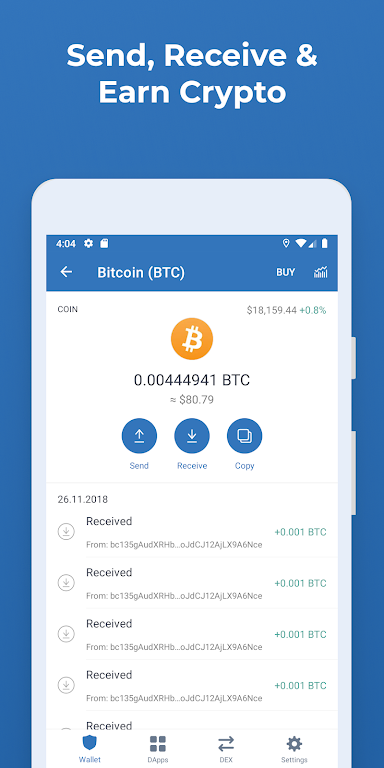 Send, Receive &
Earn Crypto
4:04
Bitcoin (BTC)
BUY
COIN
$18,159.44 +0.8%
0.00444941 BTC
≈ $80.79
Send
Receive
Copy
26.11.2018
Received
+0.001 BTC
From: bc135gAudXRHb...oJdCJ12AjLX9A6Nce
Received
+0.001 BTC
From: bc135gAudXRHb...oJdCJ12AjLX9A6Nce
Received
+0.001 BTC
From: bc135gAudXRHb...oJdCJ12AjLX9A6Nce
Received
+0.001 BTC
From: bc135gAudXRHb...oJdCJ12AjLX9A6Nce
Received
Wallet
DApps
DEX
Settings